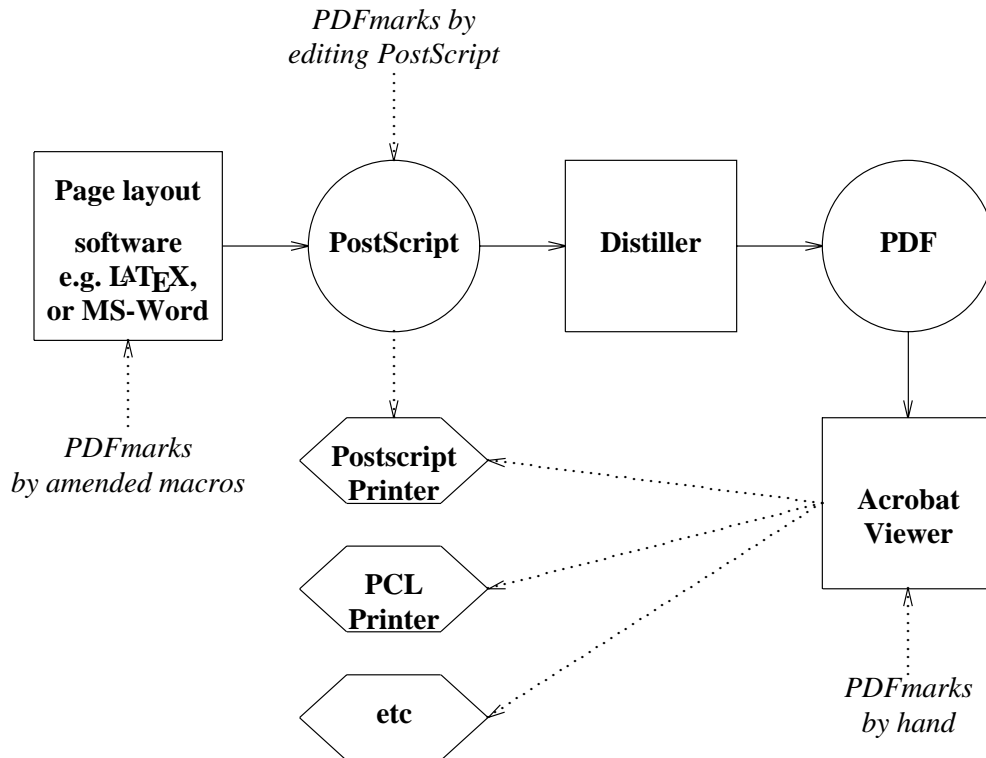 PDFmarks by
editing PostScript
Page layout
software
e.g. LATEX,
or MS-Word
PostScript
Distiller
PDF
PDFmarks
by amended macros
Postscript
Printer
Acrobat
Viewer
PCL
Printer
PDFmarks
by hand
etc